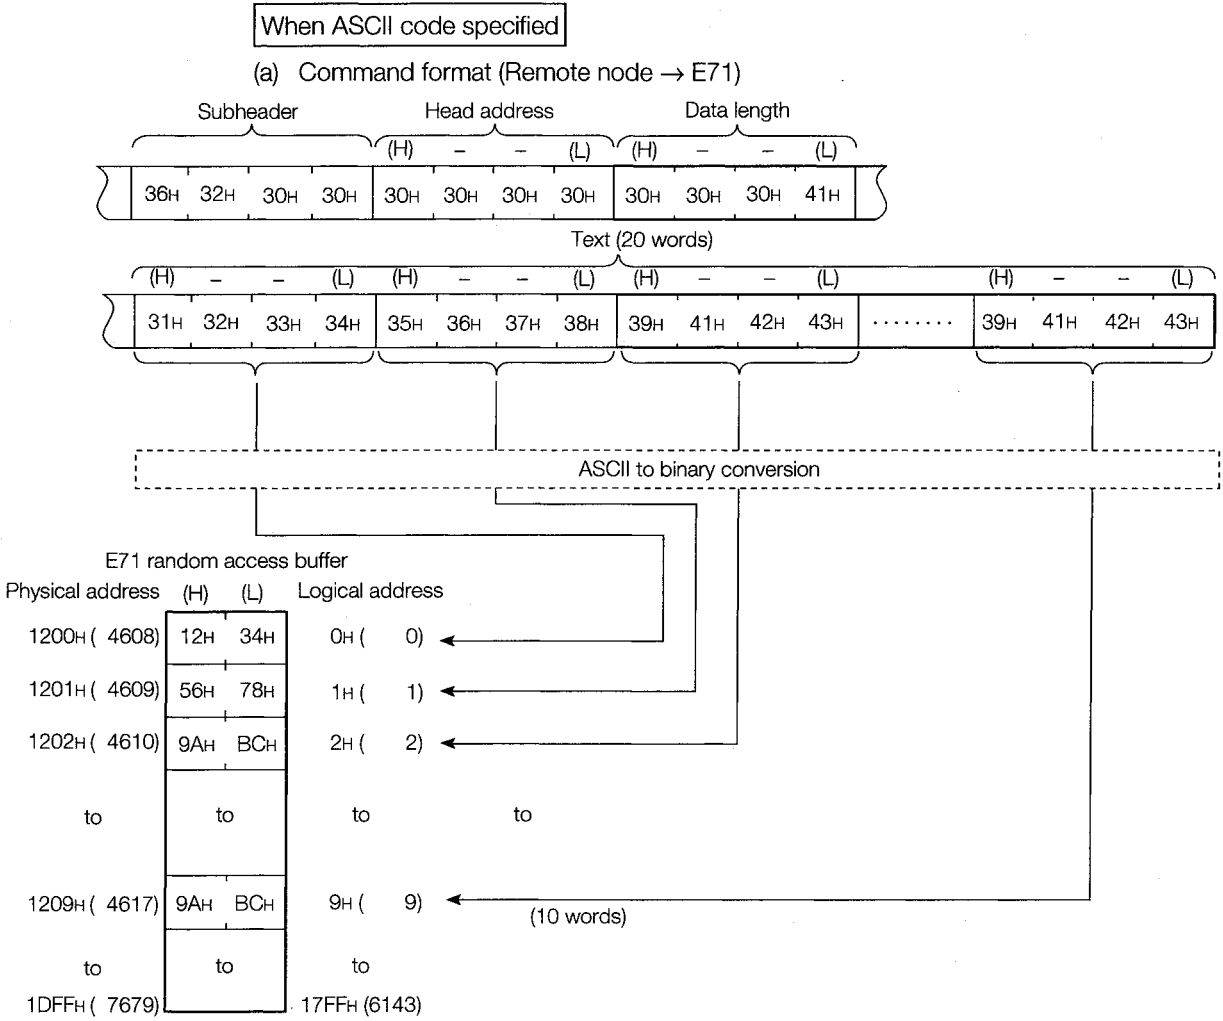 When ASCII code specified
(a) Command format (Remote node → E71)
Subheader Head address Data length
(H) – – (L) (H) – – (L)
36H 32H 30H 30H 30H 30H 30H 30H 30H 30H 30H 41H
Text (20 words)
(H) – – (L) (H) – – (L) (H) – – (L) (H) – – (L)
31H 32H 33H 34H 35H 36H 37H 38H 39H 41H 42H 43H ········ 39H 41H 42H 43H
ASCII to binary conversion
E71 random access buffer
Physical address (H) (L) Logical address
1200H ( 4608) 12H 34H 0H ( 0)
1201H ( 4609) 56H 78H 1H ( 1)
1202H ( 4610) 9AH BCH 2H ( 2)
to to to to
1209H ( 4617) 9AH BCH 9H ( 9)
(10 words)
to to to
1DFFH ( 7679) 17FFH (6143)